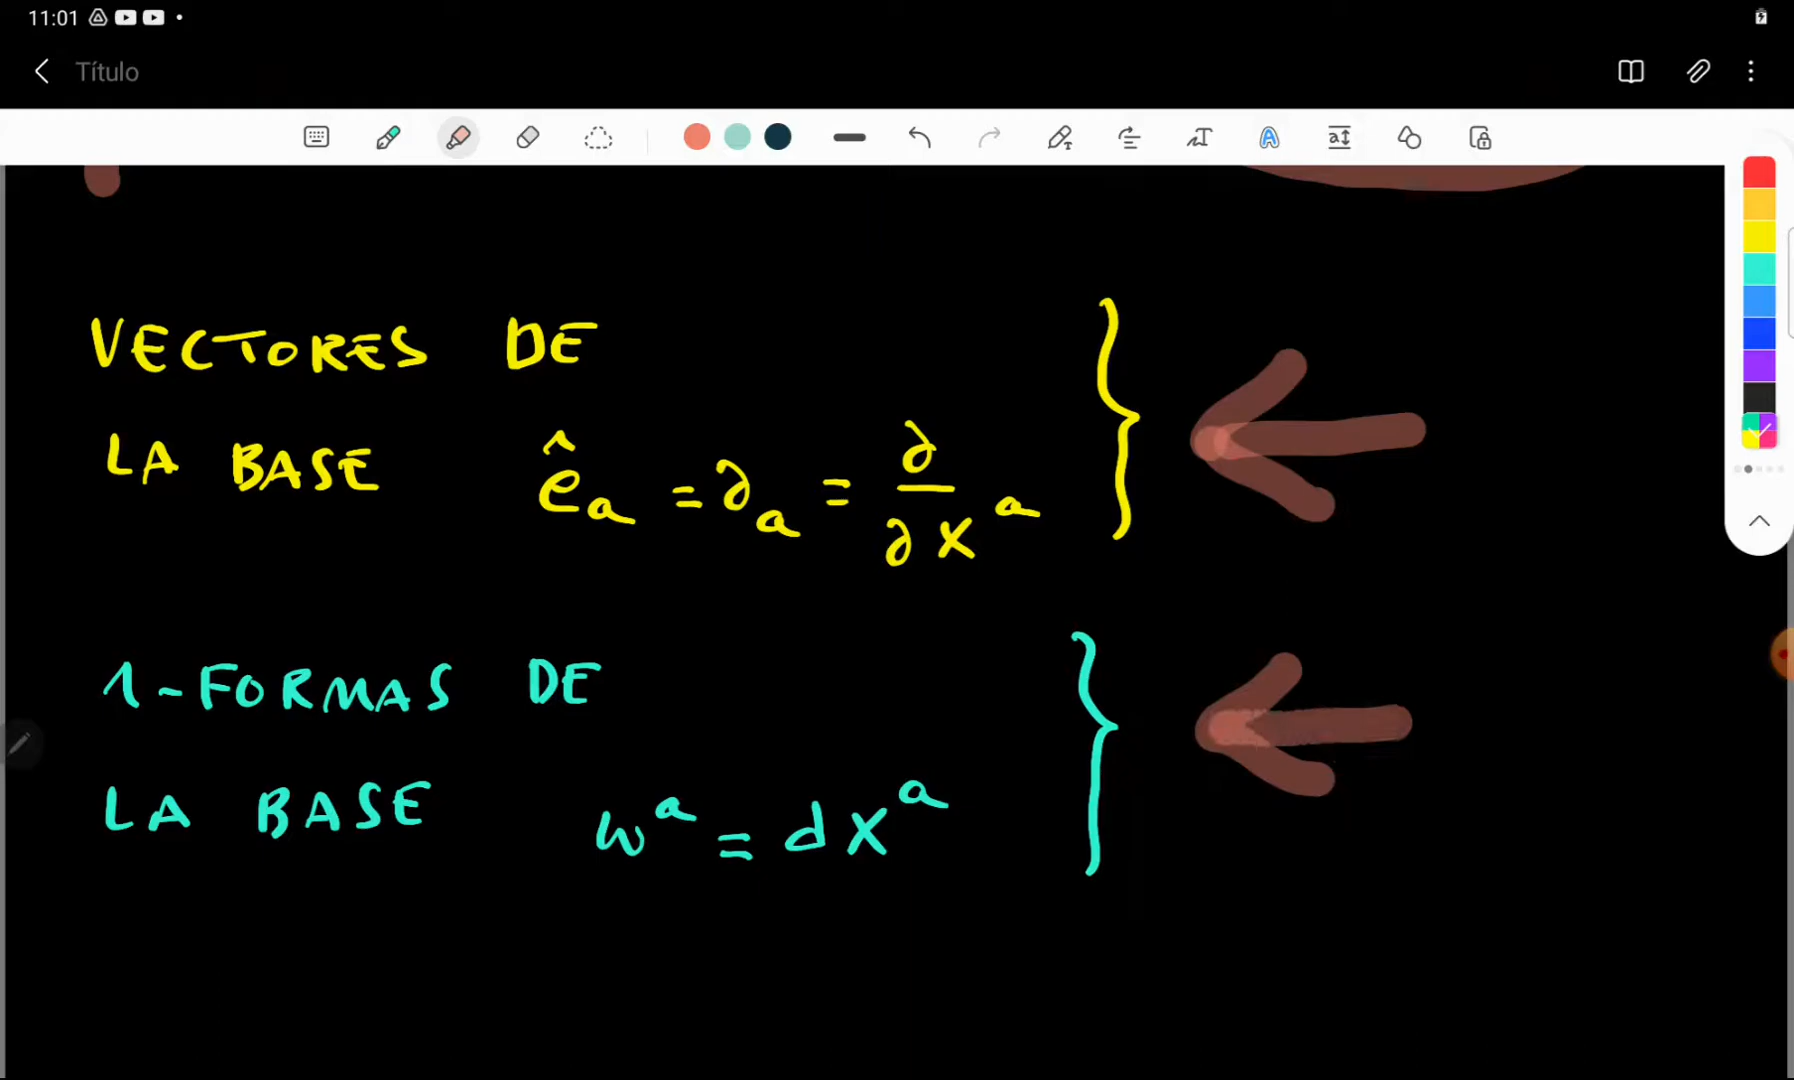 11:01
Título
VECTORES DE
LA BASE ê_a = ∂_a = ∂/∂x^a
1-FORMAS DE
LA BASE w^a = dx^a